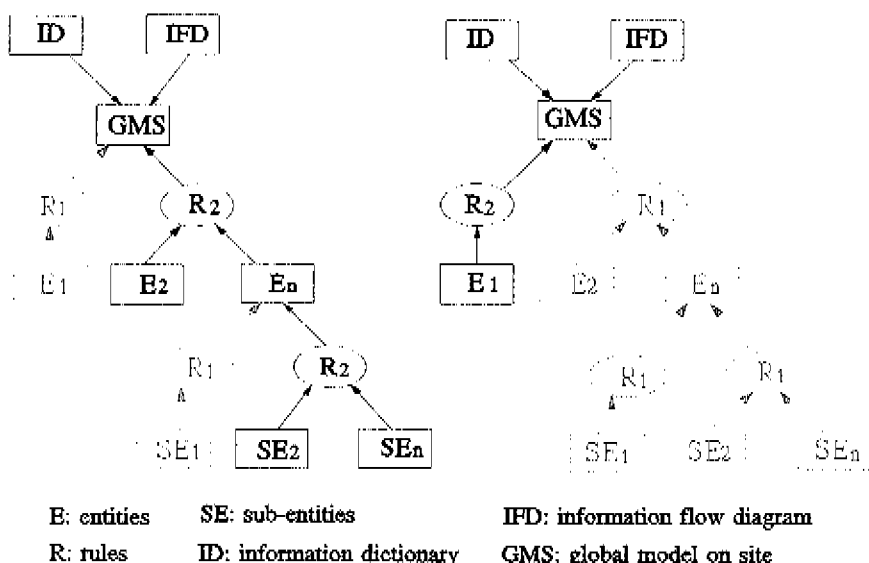 ID IFD ID IFD
GMS GMS
R1 R2 R2 R1
E1 E2 En E1 E2 En
R1 R2 R1 R1
SE1 SE2 SEn SE1 SE2 SEn
E: entities SE: sub-entities IFD: information flow diagram
R: rules ID: information dictionary GMS: global model on site